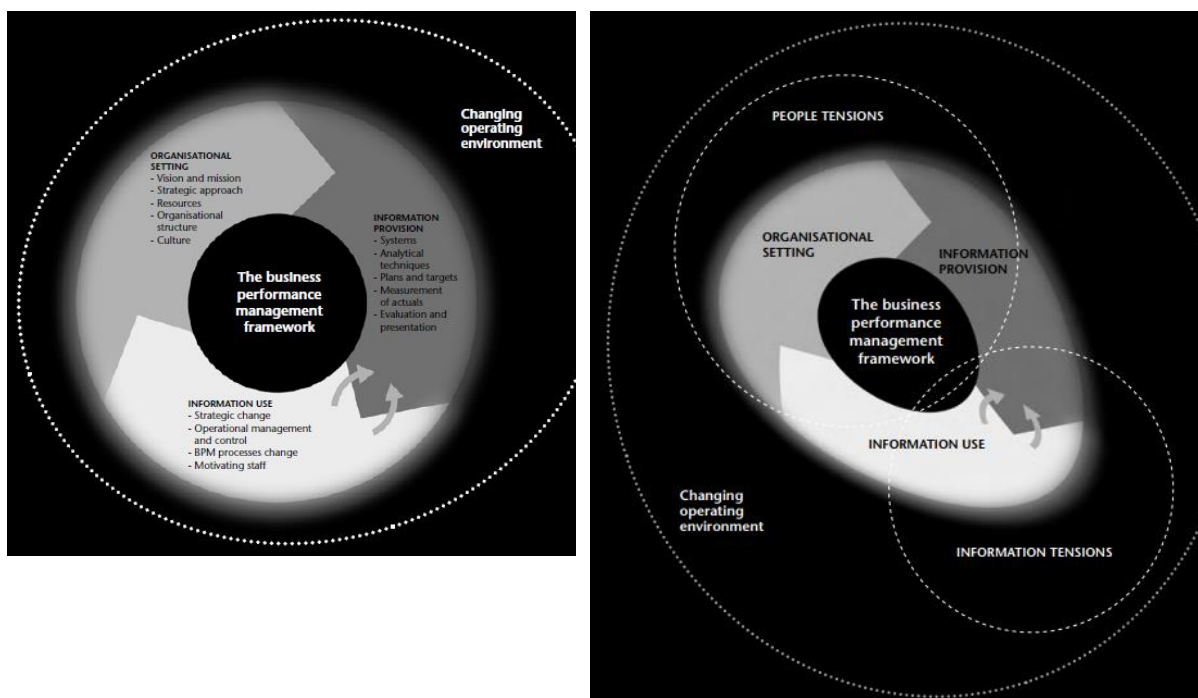 Changing
operating
environment
ORGANISATIONAL
SETTING
- Vision and mission
- Strategic approach
- Resources
- Organisational
structure
- Culture
INFORMATION
PROVISION
- Systems
- Analytical
techniques
- Plans and targets
- Measurement
of actuals
- Evaluation and
presentation
The business
performance
management
framework
INFORMATION USE
- Strategic change
- Operational management
and control
- BPM processes change
- Motivating staff
PEOPLE TENSIONS
ORGANISATIONAL
SETTING
INFORMATION
PROVISION
The business
performance
management
framework
INFORMATION USE
Changing
operating
environment
INFORMATION TENSIONS